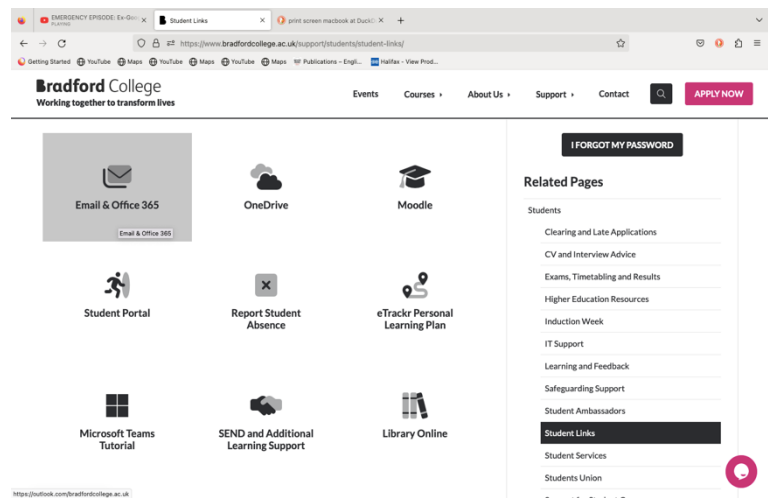 EMERGENCY EPISODE: Ex-Goo
PLAYING
Student Links
print screen macbook at Duck
https://www.bradfordcollege.ac.uk/support/students/student-links/
Getting Started YouTube Maps YouTube Maps YouTube Maps YouTube Maps Publications – Engli... Halifax - View Prod...
Bradford College
Working together to transform lives
Events Courses About Us Support Contact APPLY NOW
Email & Office 365
OneDrive
Moodle
Email & Office 365
Student Portal
Report Student
Absence
eTrackr Personal
Learning Plan
Microsoft Teams
Tutorial
SEND and Additional
Learning Support
Library Online
I FORGOT MY PASSWORD
Related Pages
Students
Clearing and Late Applications
CV and Interview Advice
Exams, Timetabling and Results
Higher Education Resources
Induction Week
IT Support
Learning and Feedback
Safeguarding Support
Student Ambassadors
Student Links
Student Services
Students Union
https://outlook.com/bradfordcollege.ac.uk